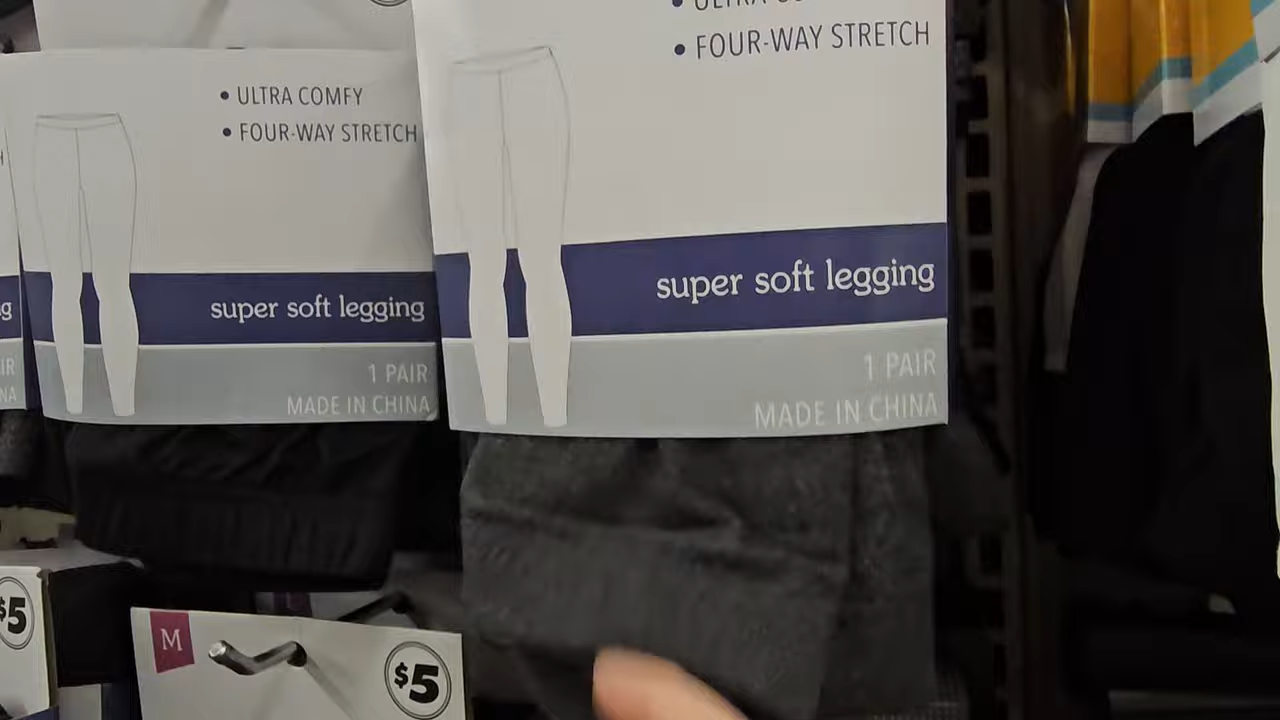 • ULTRA COMFY
• FOUR-WAY STRETCH
super soft legging
1 PAIR
MADE IN CHINA
• ULTRA
• FOUR-WAY STRETCH
super soft legging
1 PAIR
MADE IN CHINA
$5
M
$5